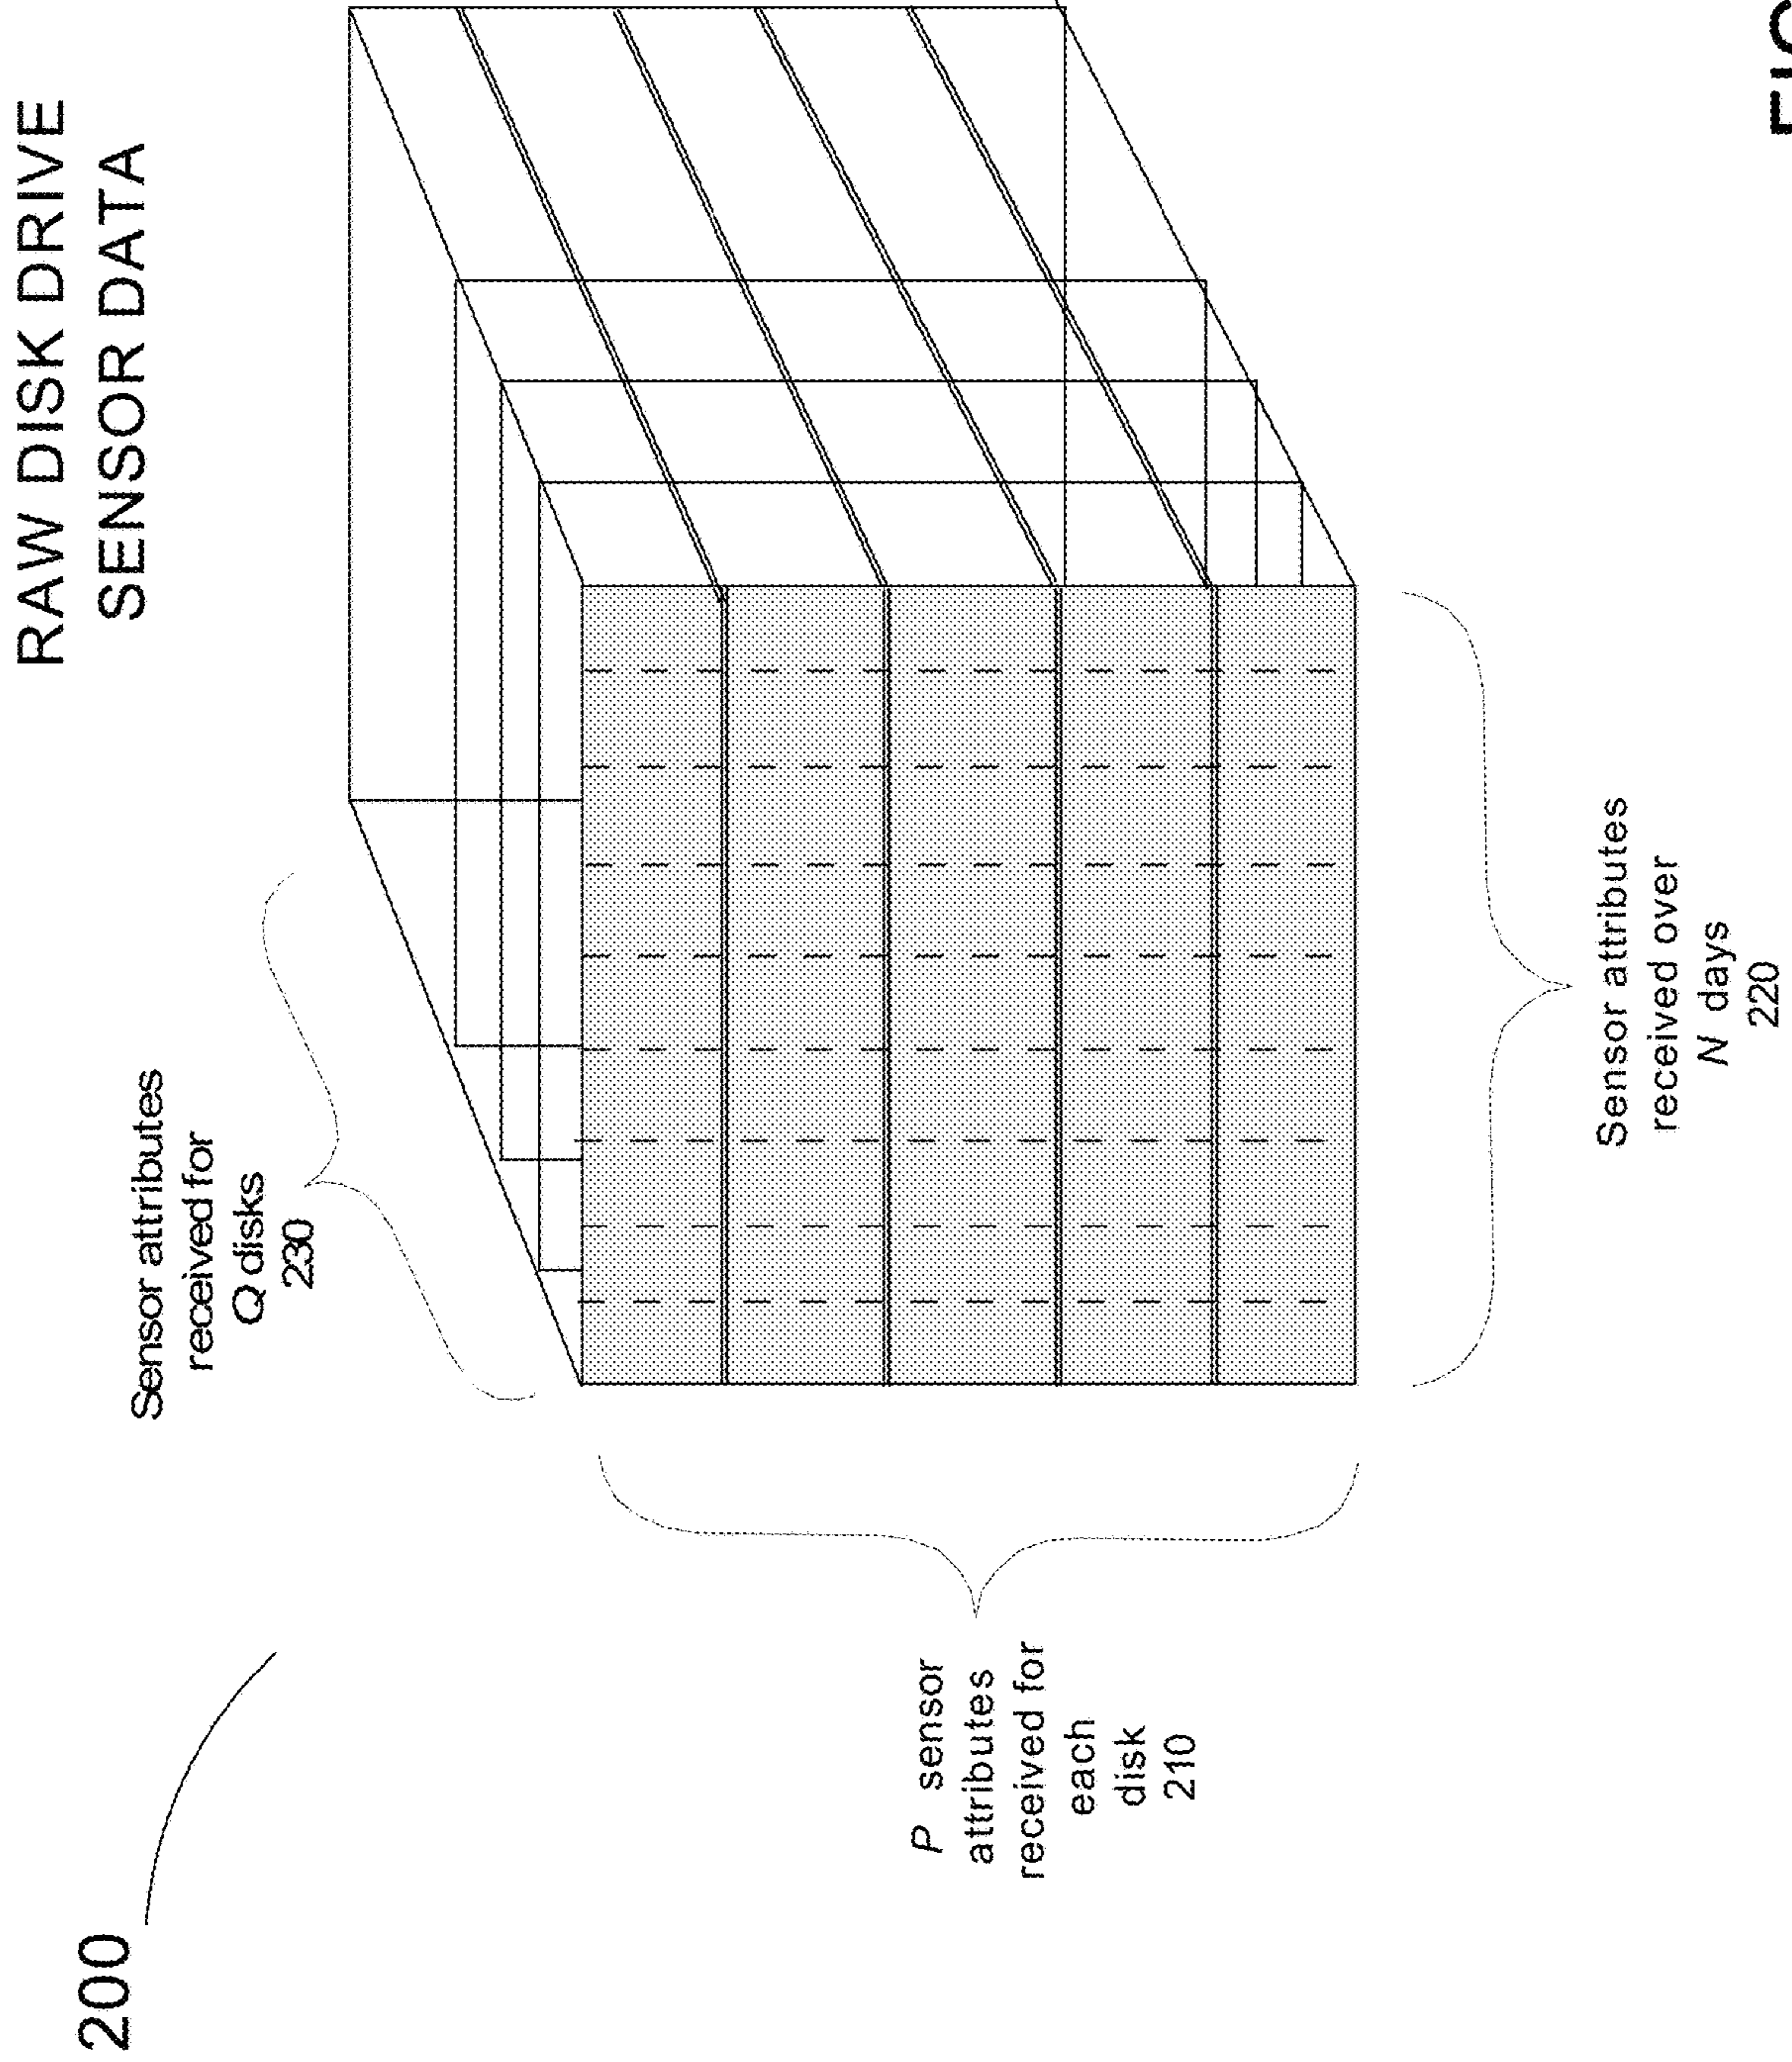 200
RAW DISK DRIVE
SENSOR DATA
Sensor attributes
received for
Q disks
230
P sensor
attributes
received for
each
disk
210
Sensor attributes
received over
N days
220